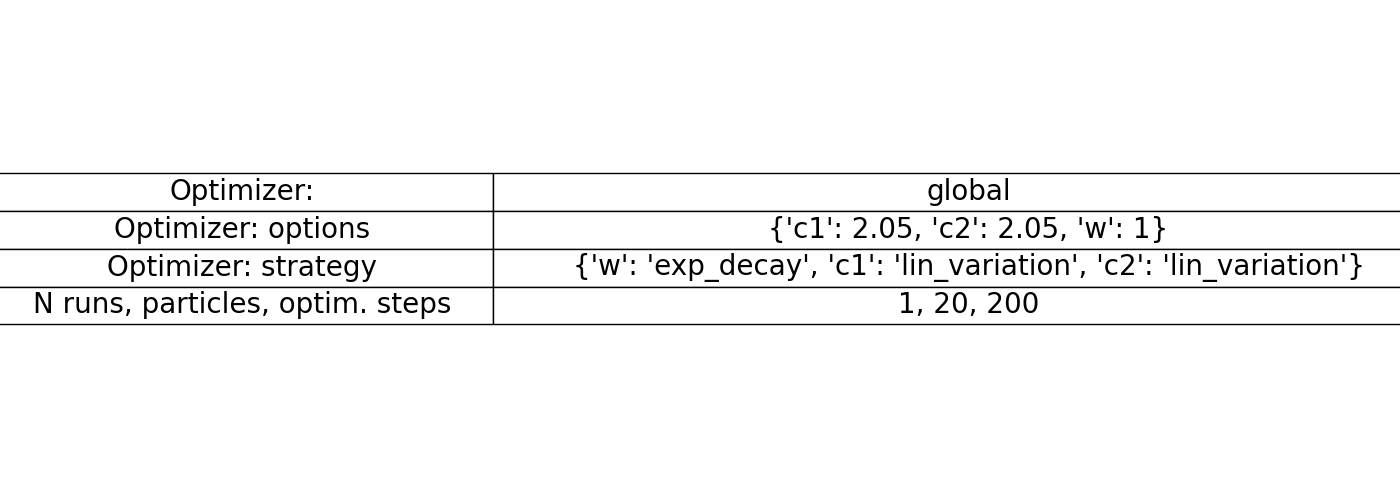 Optimizer: global
Optimizer: options {'c1': 2.05, 'c2': 2.05, 'w': 1}
Optimizer: strategy {'w': 'exp_decay', 'c1': 'lin_variation', 'c2': 'lin_variation'}
N runs, particles, optim. steps 1, 20, 200